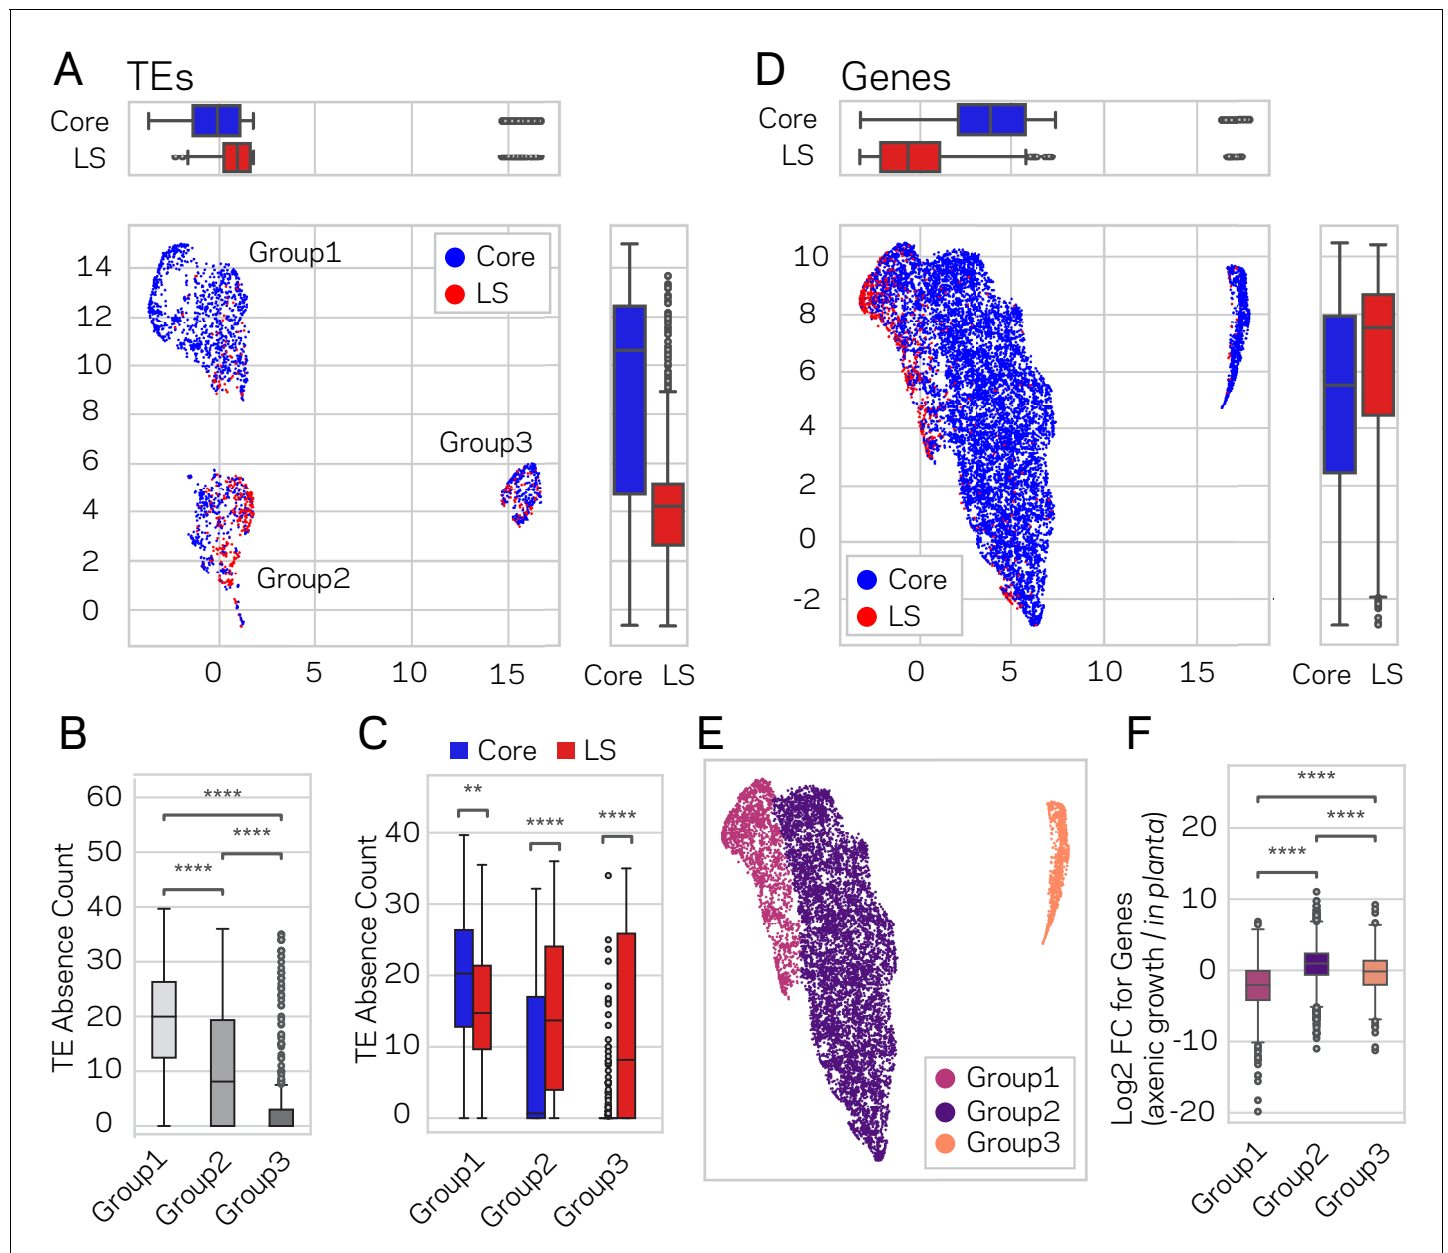 A
TEs
Core
LS
Group1
Core
LS
14
12
10
8
6
4
2
0
Group3
Group2
0 5 10 15
Core LS
D
Genes
Core
LS
10
8
6
4
2
0
-2
Core
LS
0 5 10 15
Core LS
B
TE Absence Count
60
50
40
30
20
10
0
****
****
****
Group1 Group2 Group3
C
Core LS
TE Absence Count
40
30
20
10
0
**
****
****
Group1 Group2 Group3
E
Group1
Group2
Group3
F
Log2 FC for Genes
(axenic growth / in planta)
20
10
0
-10
-20
****
****
****
Group1 Group2 Group3